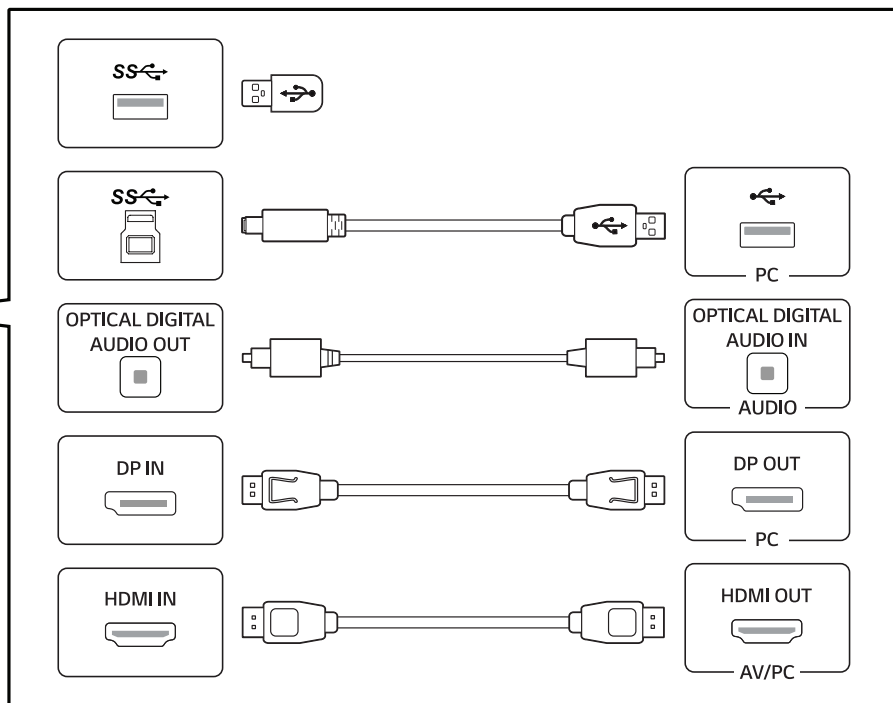 SS
SS
PC
OPTICAL DIGITAL
AUDIO OUT
OPTICAL DIGITAL
AUDIO IN
AUDIO
DP IN
DP OUT
PC
HDMI IN
HDMI OUT
AV/PC